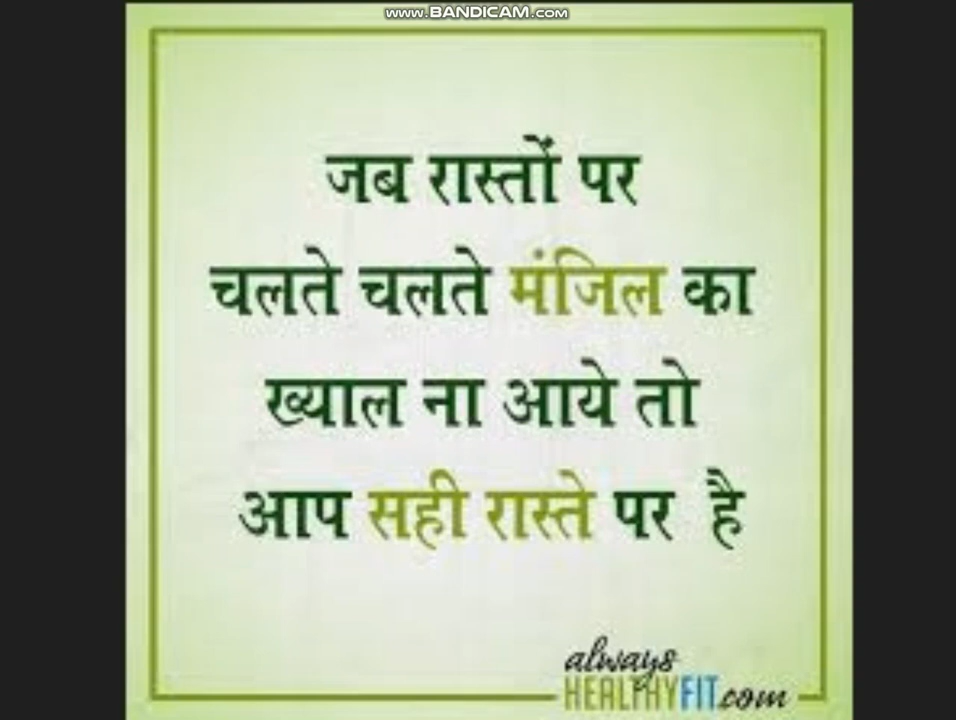 www.BANDICAM.com
जब रास्तों पर
चलते चलते मंजिल का
ख्याल ना आये तो
आप सही रास्ते पर है
always
HEALTHYFIT.com